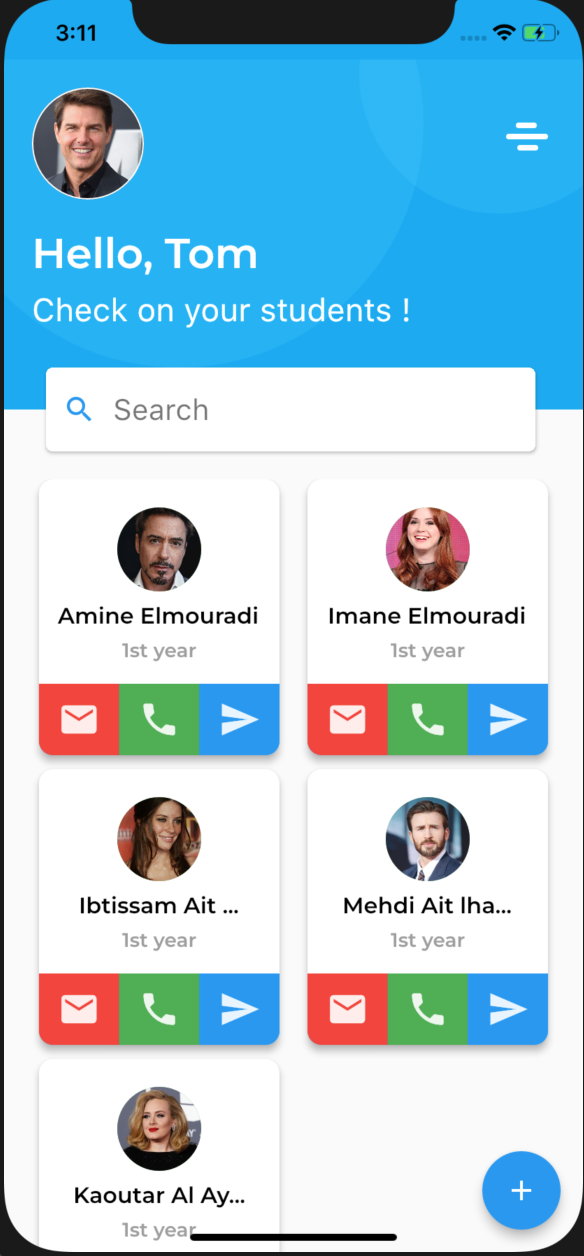 3:11
Hello, Tom
Check on your students !
Search
Amine Elmouradi
1st year
Imane Elmouradi
1st year
Ibtissam Ait ...
1st year
Mehdi Ait lha...
1st year
Kaoutar Al Ay...
1st year